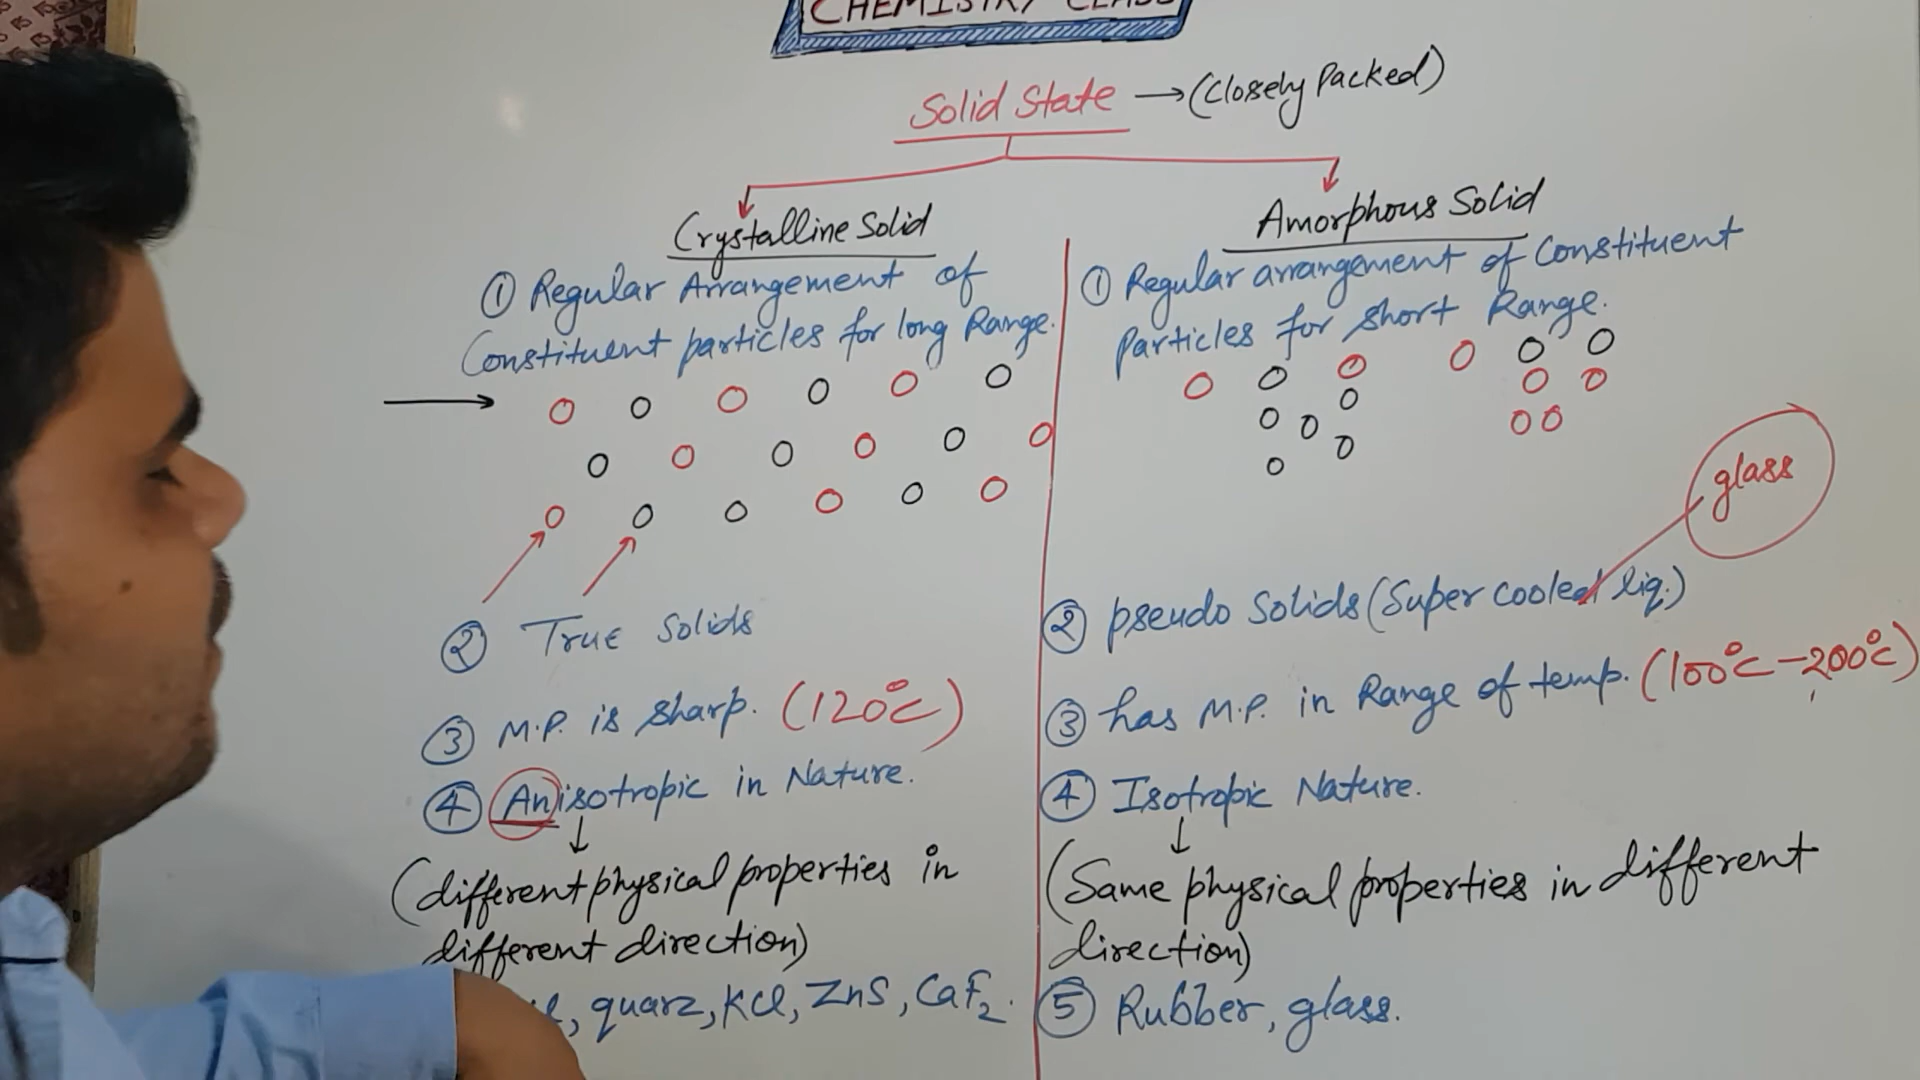 CHEMISTRY CLASS
Solid State → (Closely Packed)
Crystalline Solid
① Regular Arrangement of
Constituent particles for long Range.
② True Solids
③ M.P. is sharp. (120°C)
④ Anisotropic in Nature.
↓
(different physical properties in
different direction)
quarz, KCl, ZnS, CaF₂.
Amorphous Solid
① Regular arrangement of Constituent
Particles for short Range.
glass
② pseudo Solids (Super cooled liq.)
③ has M.P. in Range of temp. (100°C-200°C)
④ Isotropic Nature.
↓
(Same physical properties in different
direction)
⑤ Rubber, glass.